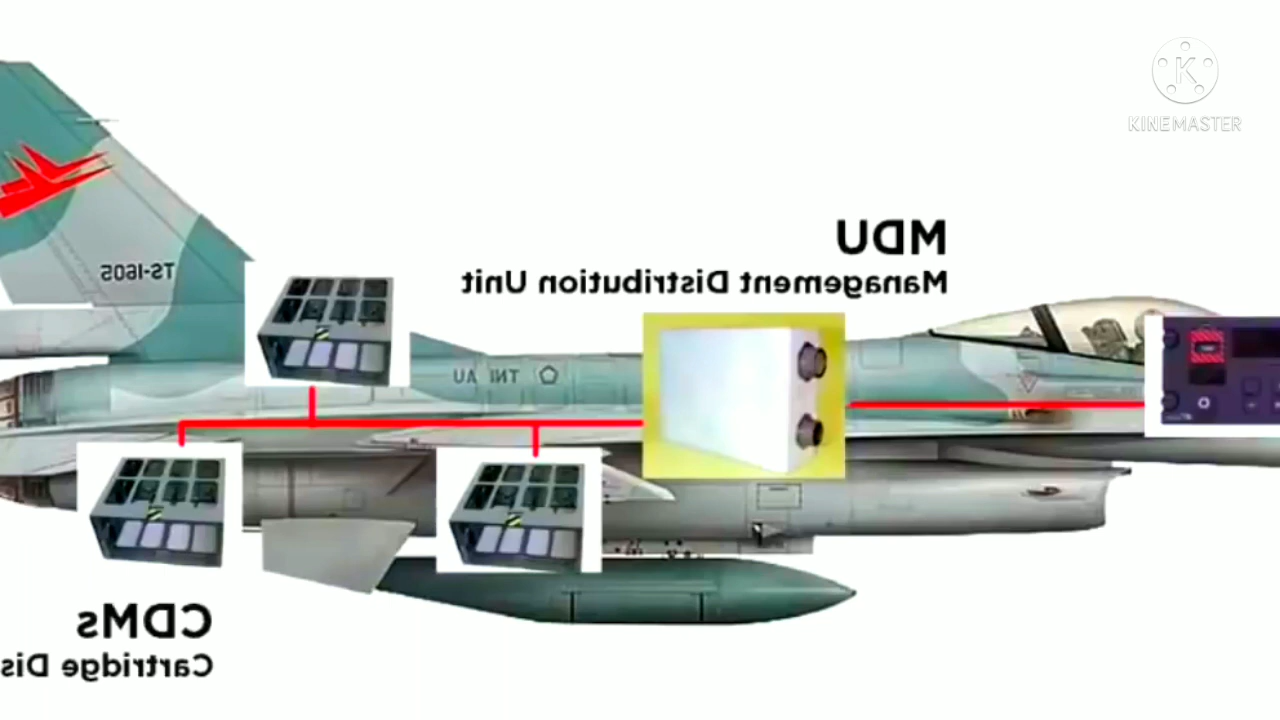 KINEMASTER
MDU
Management Distribution Unit
TS-1605
TNI AU
CDMs
Cartridge Dis